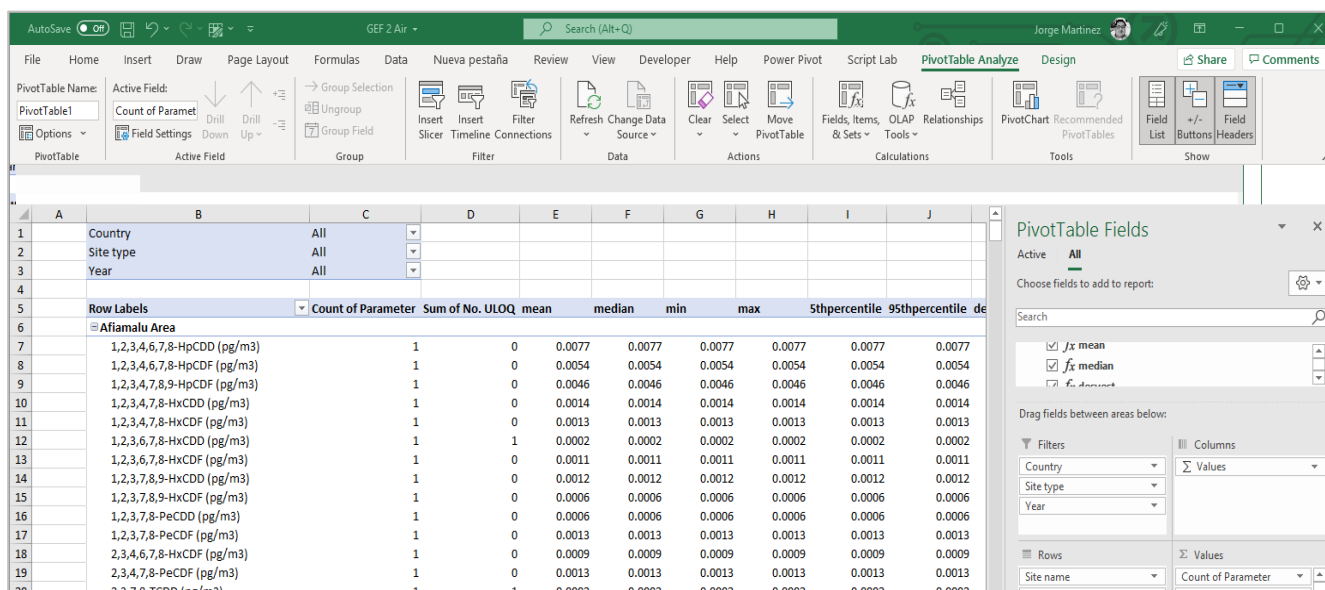 AutoSave Off GEF 2 Air Search (Alt+Q) Jorge Martinez
File Home Insert Draw Page Layout Formulas Data Nueva pestaña Review View Developer Help Power Pivot Script Lab PivotTable Analyze Design Share Comments
PivotTable Name: Active Field: Group Selection
PivotTable1 Count of Paramet Ungroup
Options Field Settings Drill Down Drill Up Group Field Insert Slicer Insert Timeline Filter Connections Refresh Change Data Source Clear Select Move PivotTable Fields, Items, & Sets OLAP Tools Relationships PivotChart Recommended PivotTables Field List +/- Buttons Field Headers
PivotTable Active Field Group Filter Data Actions Calculations Tools Show
A B C D E F G H I J
1 Country All
2 Site type All
3 Year All
4
5 Row Labels Count of Parameter Sum of No. ULOQ mean median min max 5thpercentile 95thpercentile de
6 Afiamalu Area
7 1,2,3,4,6,7,8-HpCDD (pg/m3) 1 0 0.0077 0.0077 0.0077 0.0077 0.0077 0.0077
8 1,2,3,4,6,7,8-HpCDF (pg/m3) 1 0 0.0054 0.0054 0.0054 0.0054 0.0054 0.0054
9 1,2,3,4,7,8,9-HpCDF (pg/m3) 1 0 0.0046 0.0046 0.0046 0.0046 0.0046 0.0046
10 1,2,3,4,7,8-HxCDD (pg/m3) 1 0 0.0014 0.0014 0.0014 0.0014 0.0014 0.0014
11 1,2,3,4,7,8-HxCDF (pg/m3) 1 0 0.0013 0.0013 0.0013 0.0013 0.0013 0.0013
12 1,2,3,6,7,8-HxCDD (pg/m3) 1 1 0.0002 0.0002 0.0002 0.0002 0.0002 0.0002
13 1,2,3,6,7,8-HxCDF (pg/m3) 1 0 0.0011 0.0011 0.0011 0.0011 0.0011 0.0011
14 1,2,3,7,8,9-HxCDD (pg/m3) 1 0 0.0012 0.0012 0.0012 0.0012 0.0012 0.0012
15 1,2,3,7,8,9-HxCDF (pg/m3) 1 0 0.0006 0.0006 0.0006 0.0006 0.0006 0.0006
16 1,2,3,7,8-PeCDD (pg/m3) 1 0 0.0006 0.0006 0.0006 0.0006 0.0006 0.0006
17 1,2,3,7,8-PeCDF (pg/m3) 1 0 0.0013 0.0013 0.0013 0.0013 0.0013 0.0013
18 2,3,4,6,7,8-HxCDF (pg/m3) 1 0 0.0009 0.0009 0.0009 0.0009 0.0009 0.0009
19 2,3,4,7,8-PeCDF (pg/m3) 1 0 0.0013 0.0013 0.0013 0.0013 0.0013 0.0013
PivotTable Fields
Active All
Choose fields to add to report:
Search
fx mean
fx median
Drag fields between areas below:
Filters Columns
Country Σ Values
Site type
Year
Rows Σ Values
Site name Count of Parameter